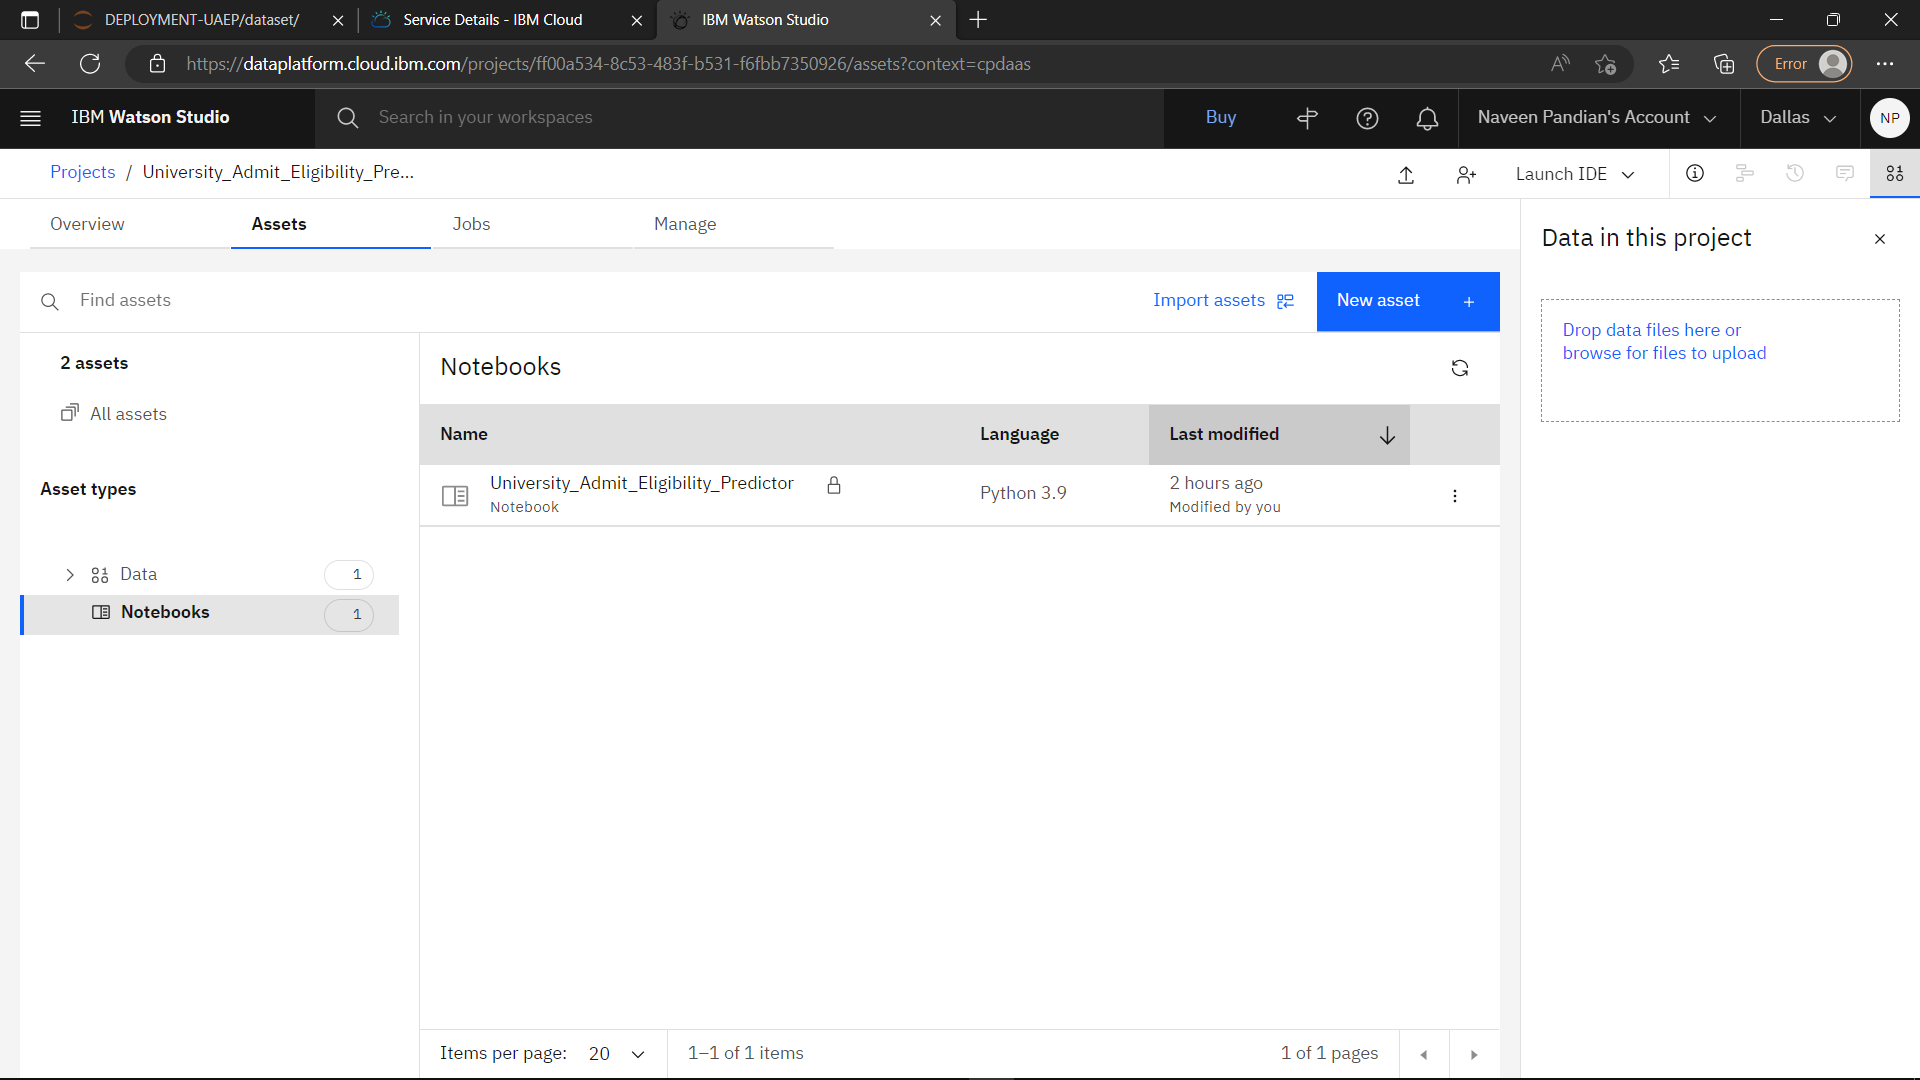 DEPLOYMENT-UAEP/dataset/
Service Details - IBM Cloud
IBM Watson Studio
https://dataplatform.cloud.ibm.com/projects/ff00a534-8c53-483f-b531-f6fbb7350926/assets?context=cpdaas
Error
IBM Watson Studio
Search in your workspaces
Buy
Naveen Pandian's Account
Dallas
NP
Projects / University_Admit_Eligibility_Pre...
Launch IDE
Overview
Assets
Jobs
Manage
Data in this project
Find assets
Import assets
New asset +
Drop data files here or
browse for files to upload
2 assets
All assets
Asset types
Data 1
Notebooks 1
Notebooks
Name
Language
Last modified
University_Admit_Eligibility_Predictor
Notebook
Python 3.9
2 hours ago
Modified by you
Items per page: 20
1–1 of 1 items
1 of 1 pages